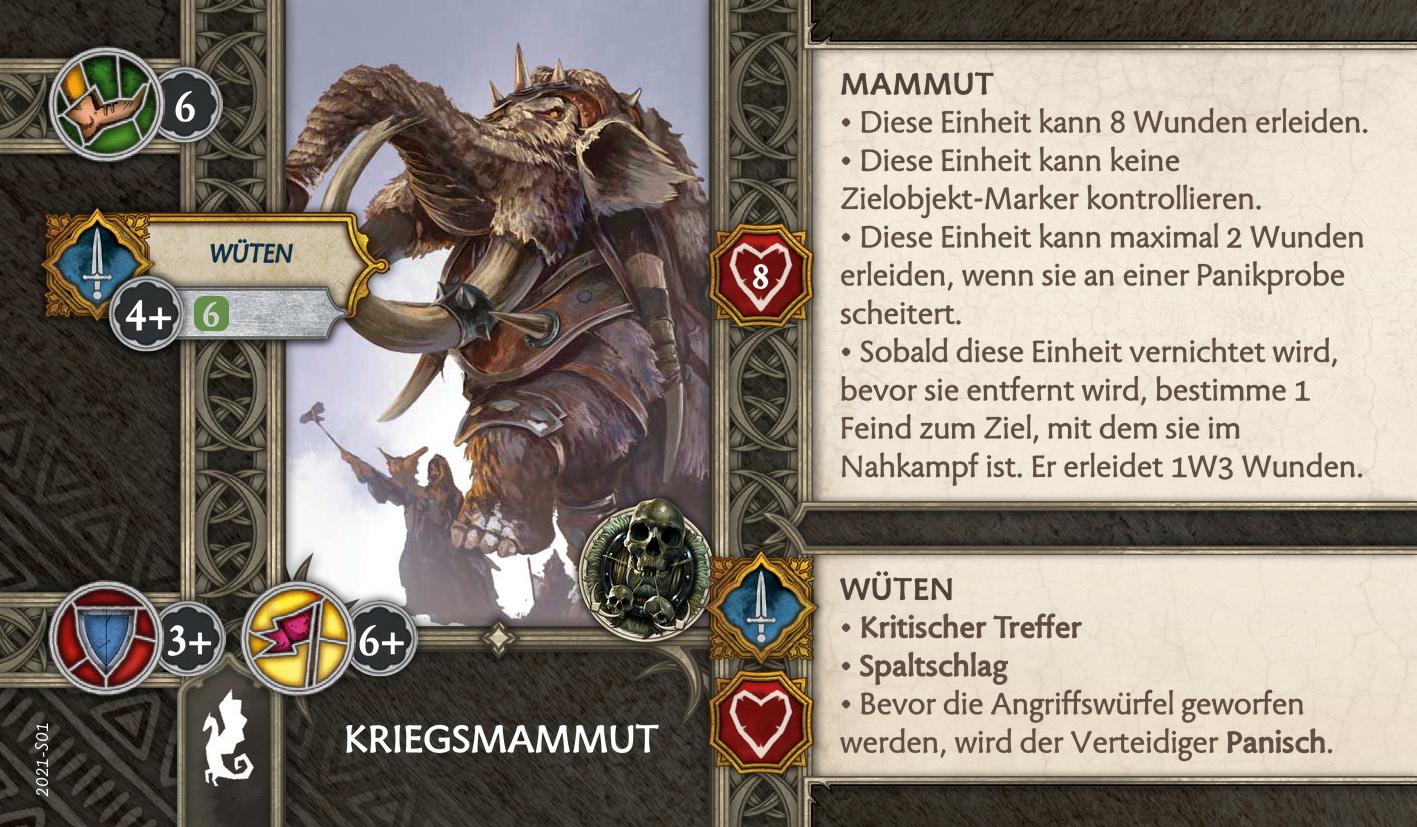 6
WÜTEN
4+
6
3+
6+
KRIEGSMAMMUT
2021-S01
8
MAMMUT
• Diese Einheit kann 8 Wunden erleiden.
• Diese Einheit kann keine
Zielobjekt-Marker kontrollieren.
• Diese Einheit kann maximal 2 Wunden
erleiden, wenn sie an einer Panikprobe
scheitert.
• Sobald diese Einheit vernichtet wird,
bevor sie entfernt wird, bestimme 1
Feind zum Ziel, mit dem sie im
Nahkampf ist. Er erleidet 1W3 Wunden.
WÜTEN
• Kritischer Treffer
• Spaltschlag
• Bevor die Angriffswürfel geworfen
werden, wird der Verteidiger Panisch.